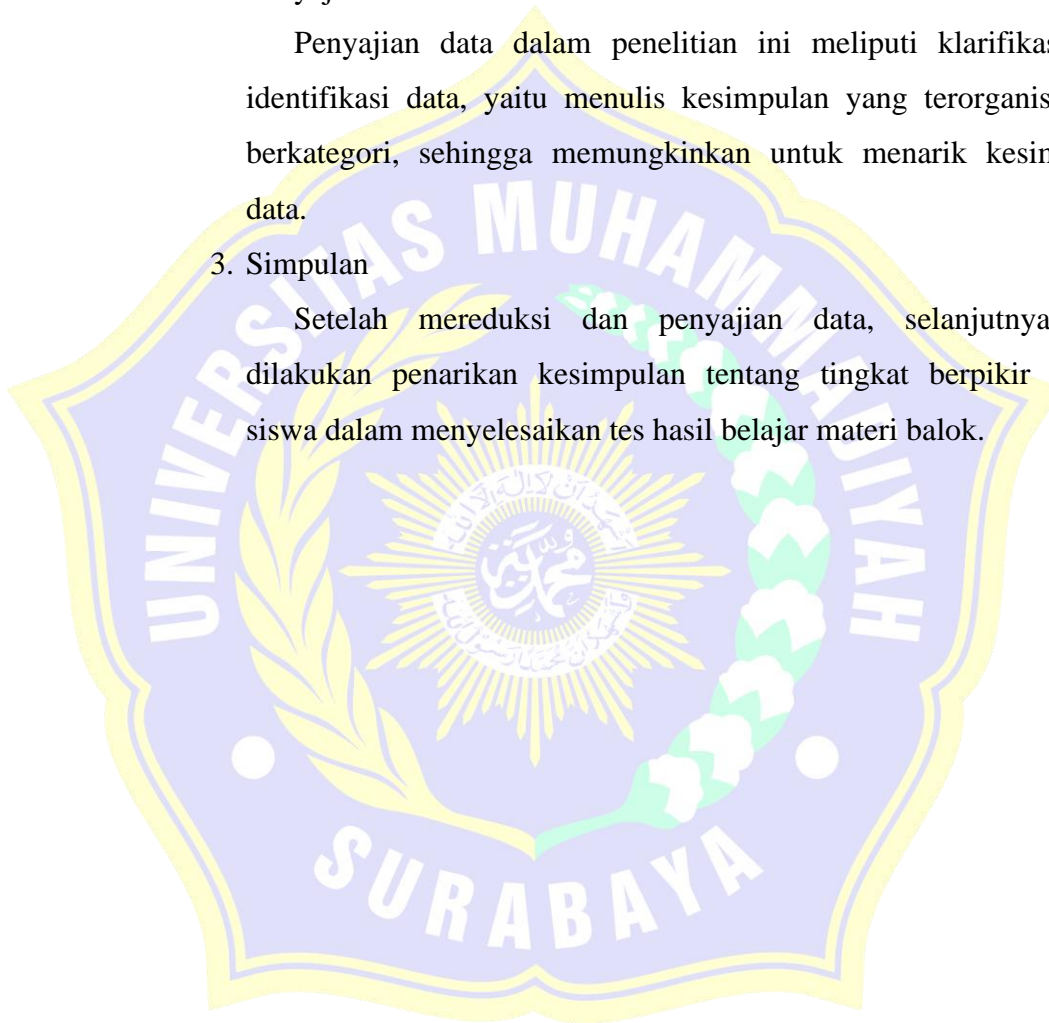 Penyajian data dalam penelitian ini meliputi klarifikas
identifikasi data, yaitu menulis kesimpulan yang terorganis
berkategori, sehingga memungkinkan untuk menarik kesim
data.
3. Simpulan
Setelah mereduksi dan penyajian data, selanjutnya
dilakukan penarikan kesimpulan tentang tingkat berpikir
siswa dalam menyelesaikan tes hasil belajar materi balok.
UNIVERSITAS MUHAMMADIYAH
SURABAYA